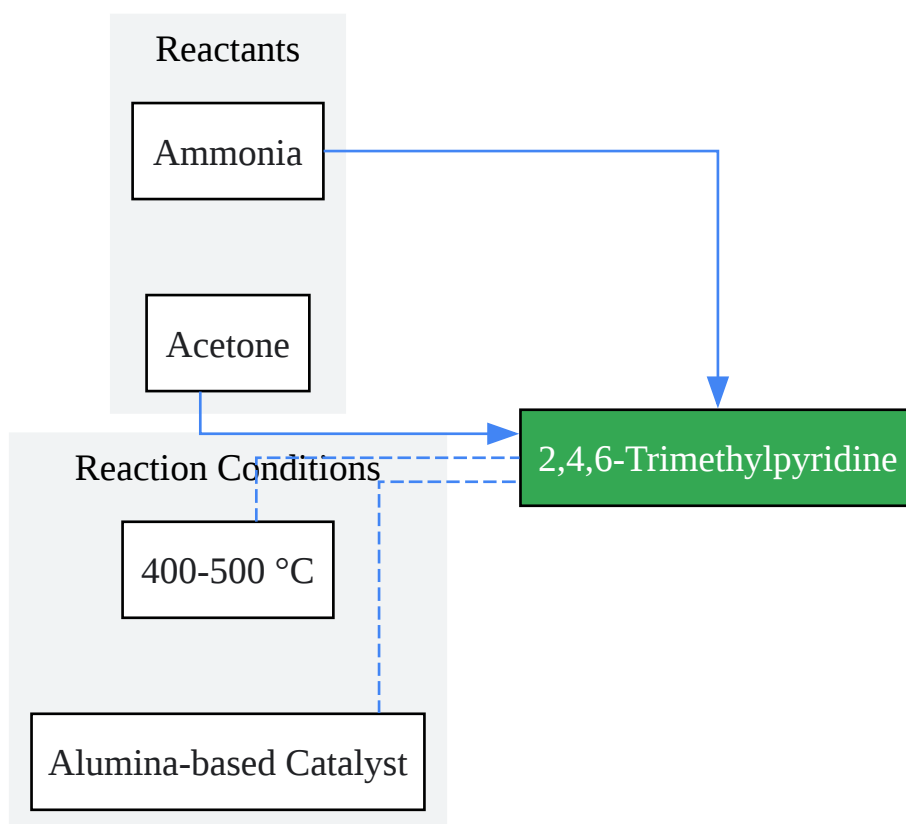 Reactants
Ammonia
Acetone
2,4,6-Trimethylpyridine
Reaction Conditions
400-500 °C
Alumina-based Catalyst